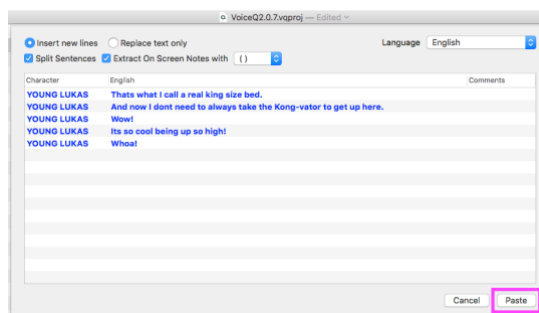 VoiceQ2.0.7.vqproj — Edited
Insert new lines Replace text only Language English
Split Sentences Extract On Screen Notes with ( )
Character English Comments
YOUNG LUKAS Thats what I call a real king size bed.
YOUNG LUKAS And now I dont need to always take the Kong-vator to get up here.
YOUNG LUKAS Wow!
YOUNG LUKAS Its so cool being up so high!
YOUNG LUKAS Whoa!
Cancel Paste